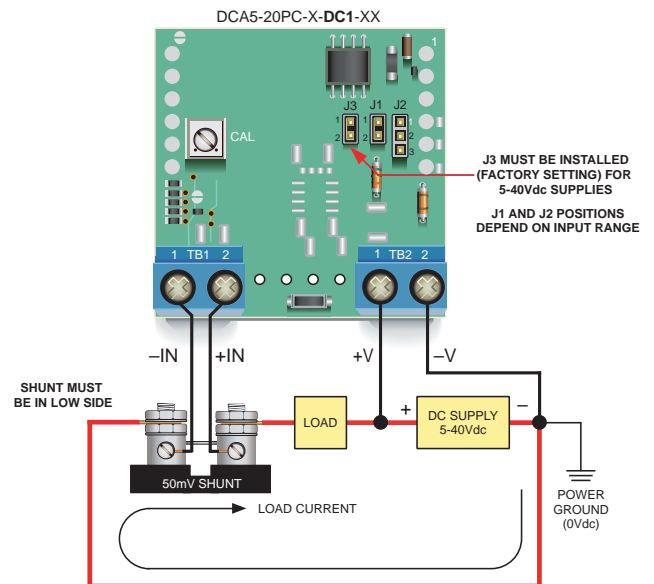 DCA5-20PC-X-DC1-XX
1
J3 J1 J2
1
2
1
2
1
2
3
CAL
J3 MUST BE INSTALLED
(FACTORY SETTING) FOR
5-40Vdc SUPPLIES
J1 AND J2 POSITIONS
DEPEND ON INPUT RANGE
1 TB1 2
1 TB2 2
–IN +IN
+V –V
SHUNT MUST
BE IN LOW SIDE
LOAD
+
DC SUPPLY
5-40Vdc
–
50mV SHUNT
LOAD CURRENT
POWER
GROUND
(0Vdc)